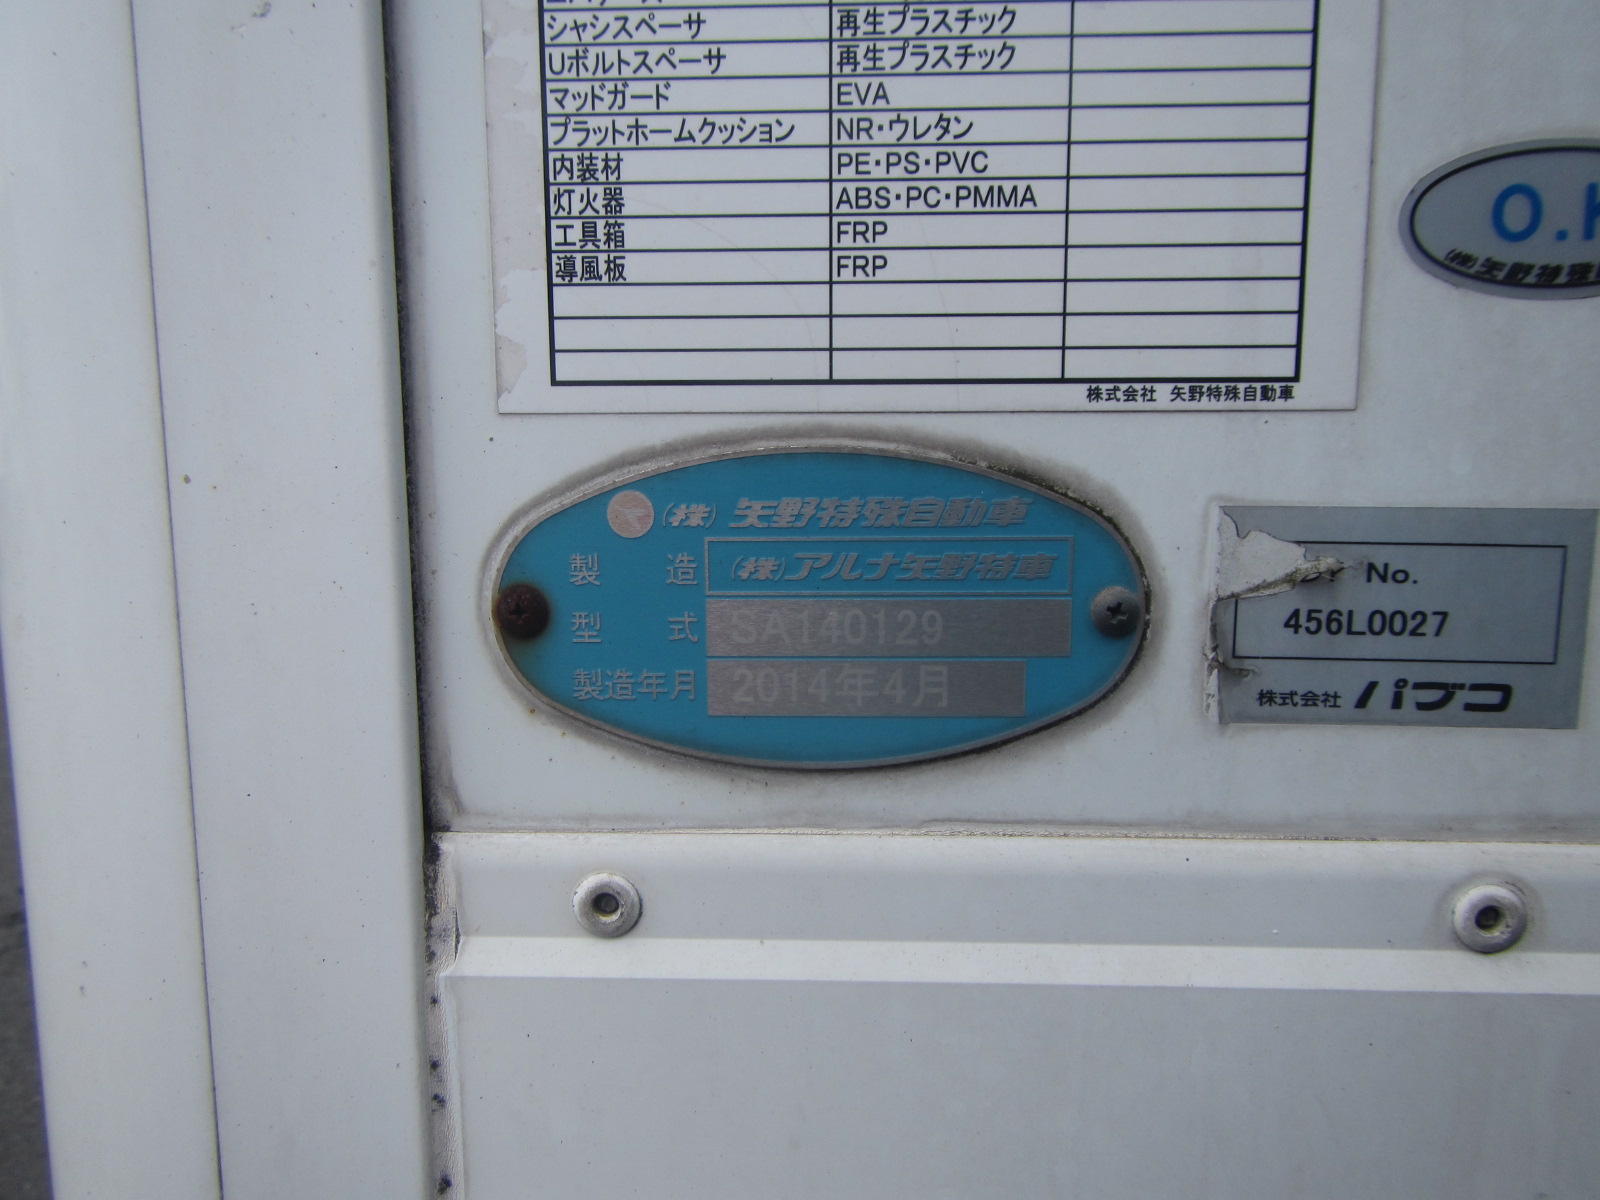 シャシスペーサ 再生プラスチック
Uボルトスペーサ 再生プラスチック
マッドガード EVA
プラットホームクッション NR・ウレタン
内装材 PE・PS・PVC
灯火器 ABS・PC・PMMA
工具箱 FRP
導風板 FRP
株式会社 矢野特殊自動車
O.K
(株)矢野特殊
(株)矢野特殊自動車
製造 (株)アルナ矢野特車
型式 SA140129
製造年月 2014年4月
No.
456L0027
株式会社 パブコ